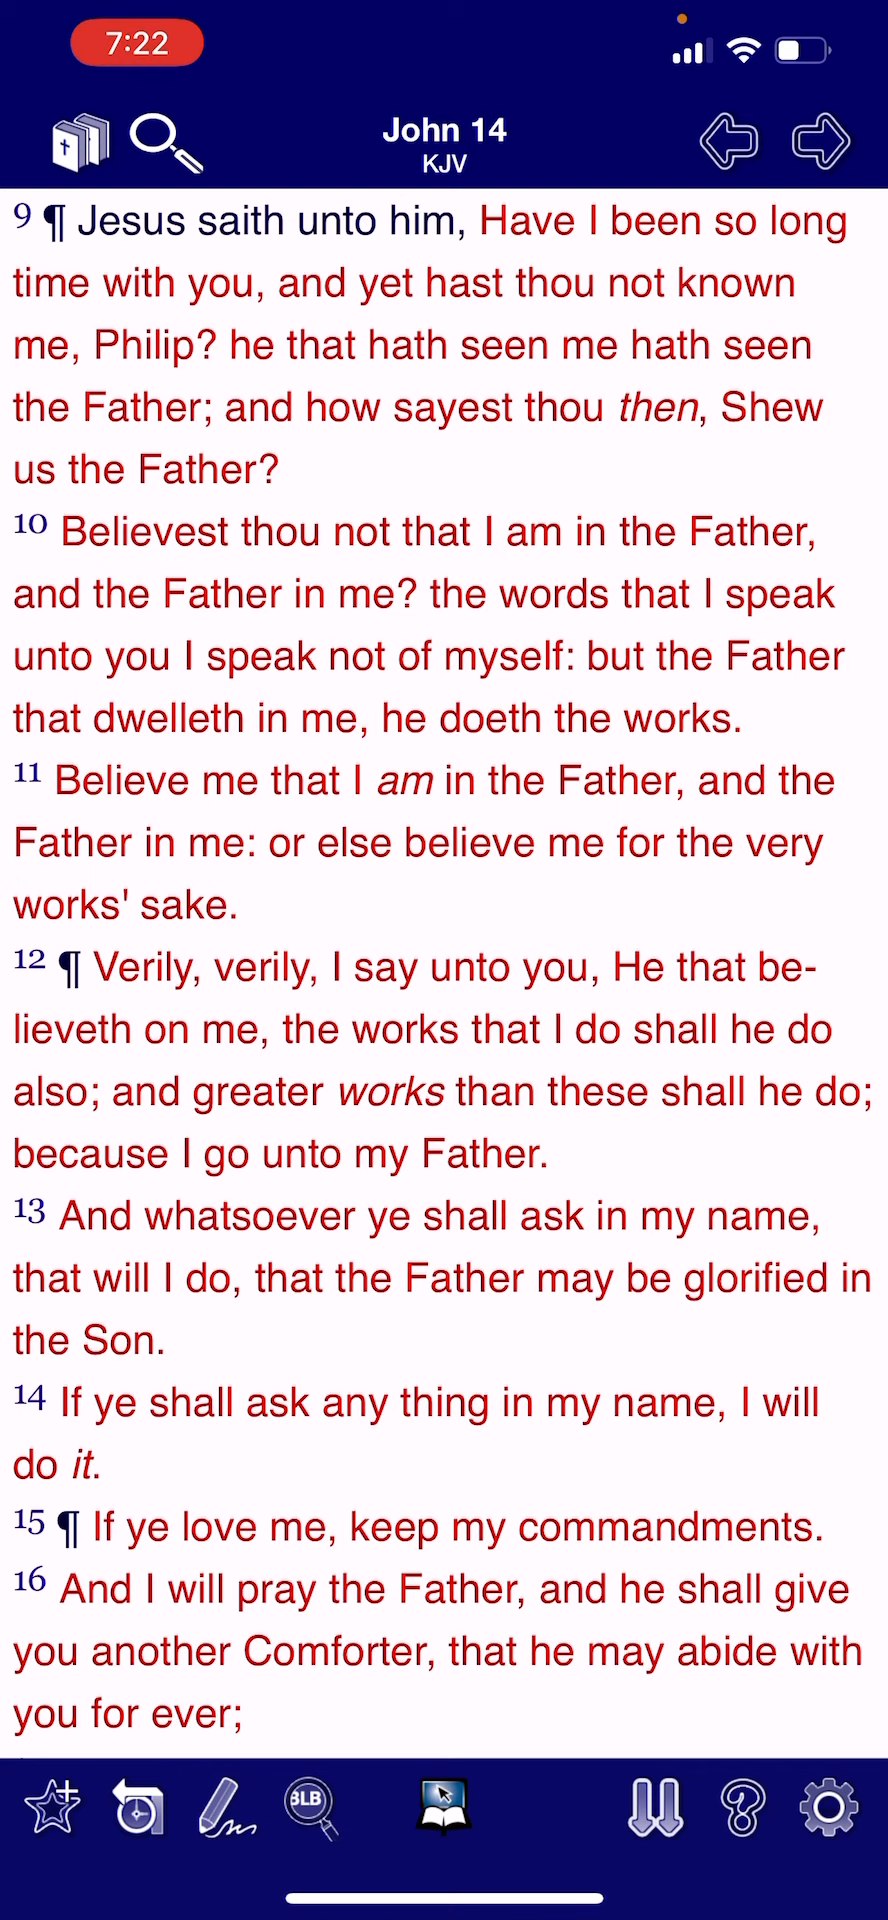 7:22
John 14
KJV
9 ¶ Jesus saith unto him, Have I been so long
time with you, and yet hast thou not known
me, Philip? he that hath seen me hath seen
the Father; and how sayest thou then, Shew
us the Father?
10 Believest thou not that I am in the Father,
and the Father in me? the words that I speak
unto you I speak not of myself: but the Father
that dwelleth in me, he doeth the works.
11 Believe me that I am in the Father, and the
Father in me: or else believe me for the very
works' sake.
12 ¶ Verily, verily, I say unto you, He that be-
lieveth on me, the works that I do shall he do
also; and greater works than these shall he do;
because I go unto my Father.
13 And whatsoever ye shall ask in my name,
that will I do, that the Father may be glorified in
the Son.
14 If ye shall ask any thing in my name, I will
do it.
15 ¶ If ye love me, keep my commandments.
16 And I will pray the Father, and he shall give
you another Comforter, that he may abide with
you for ever;
BLB